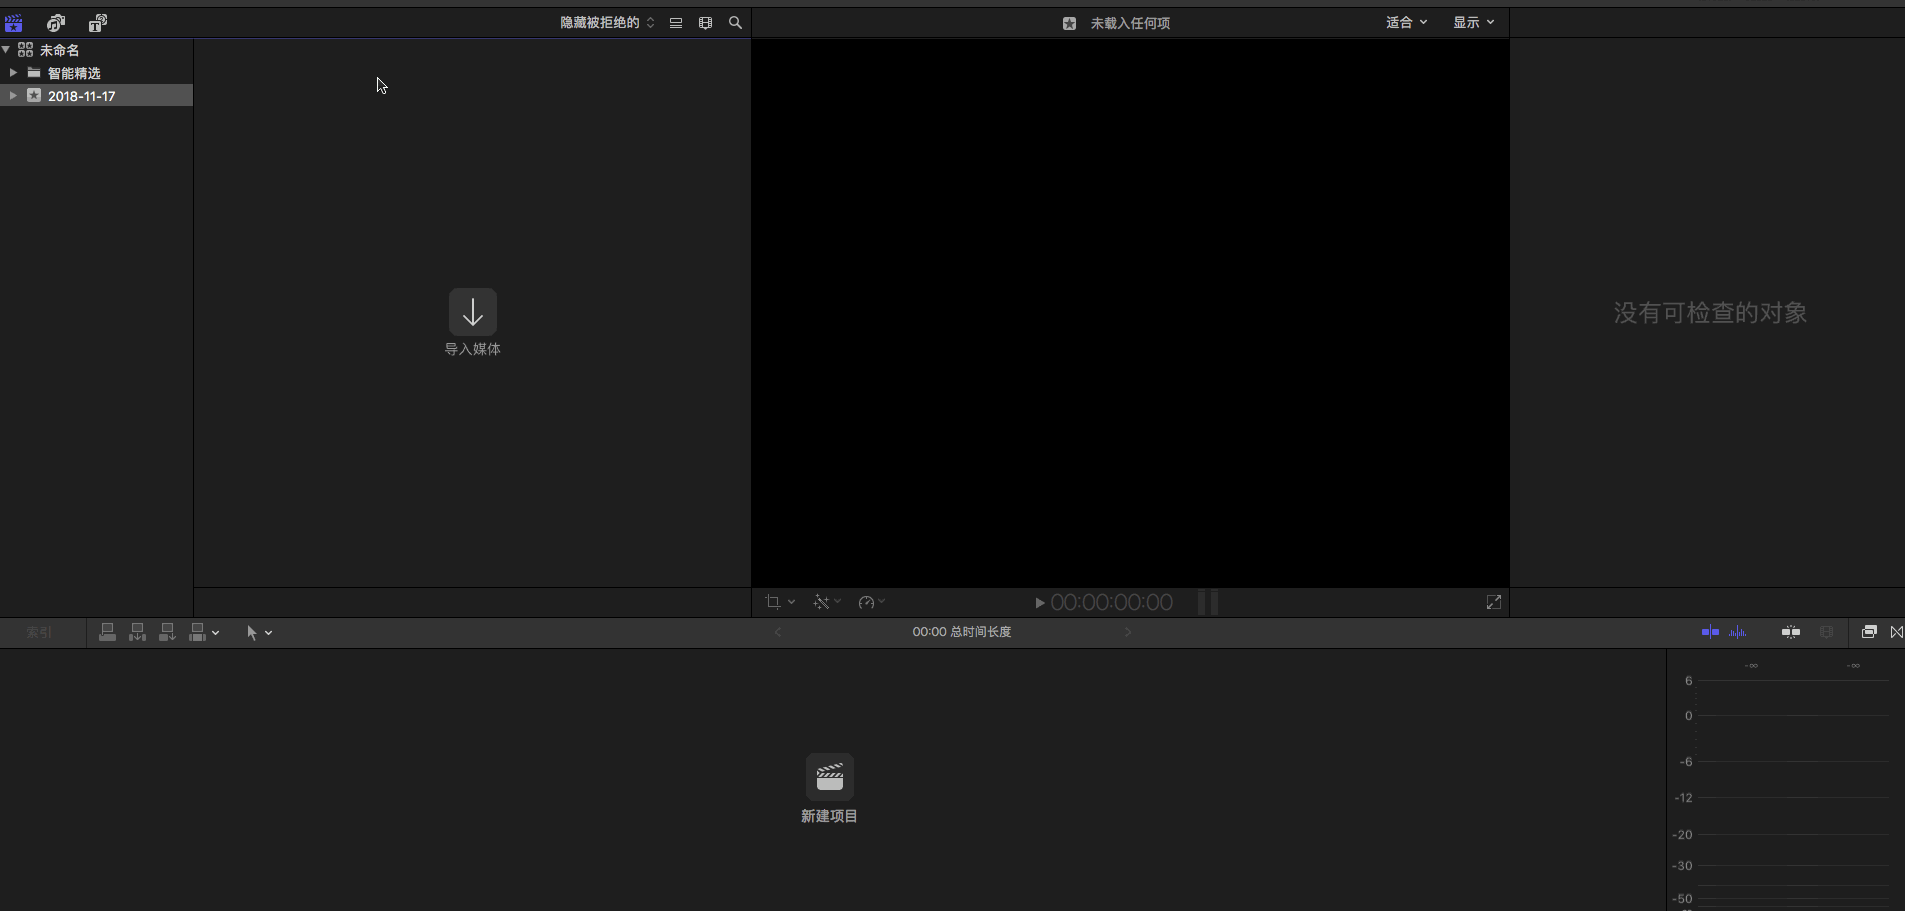 隐藏被拒绝的
未载入任何项
适合
显示
未命名
智能精选
2018-11-17
导入媒体
没有可检查的对象
00:00:00:00
索引
00:00 总时间长度
-∞ -∞
6
0
-6
-12
-20
-30
-50
新建项目